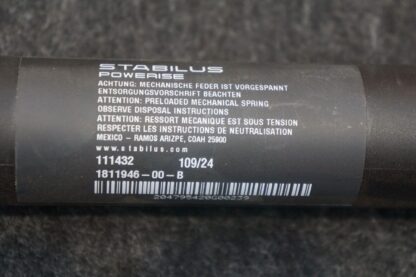 STABILUS
POWERISE
ACHTUNG: MECHANISCHE FEDER IST VORGESPANNT
ENTSORGUNGSVORSCHRIFT BEACHTEN
ATTENTION: PRELOADED MECHANICAL SPRING
OBSERVE DISPOSAL INSTRUCTIONS
ATTENTION: RESSORT MECANIQUE EST SOUS TENSION
RESPECTER LES INSTRUCTIONS DE NEUTRALISATION
MEXICO - RAMOS ARIZPE, COAH 25900
www.stabilus.com
111432 109/24
1811946-00-B
204795420G00239